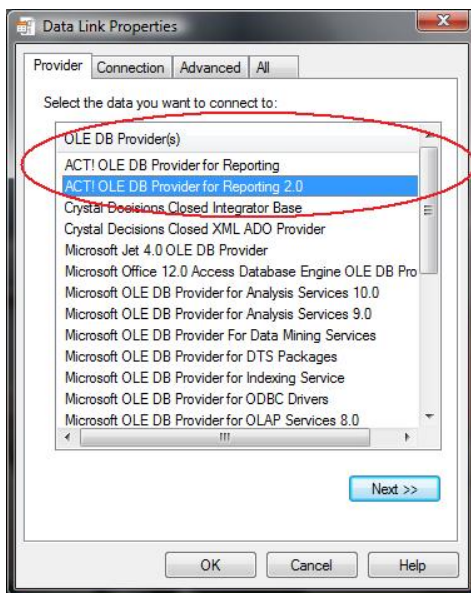 Data Link Properties
Provider Connection Advanced All
Select the data you want to connect to:
OLE DB Provider(s)
ACT! OLE DB Provider for Reporting
ACT! OLE DB Provider for Reporting 2.0
Crystal Decisions Closed Integrator Base
Crystal Decisions Closed XML ADO Provider
Microsoft Jet 4.0 OLE DB Provider
Microsoft Office 12.0 Access Database Engine OLE DB Pro
Microsoft OLE DB Provider for Analysis Services 10.0
Microsoft OLE DB Provider for Analysis Services 9.0
Microsoft OLE DB Provider For Data Mining Services
Microsoft OLE DB Provider for DTS Packages
Microsoft OLE DB Provider for Indexing Service
Microsoft OLE DB Provider for ODBC Drivers
Microsoft OLE DB Provider for OLAP Services 8.0
Next >>
OK Cancel Help